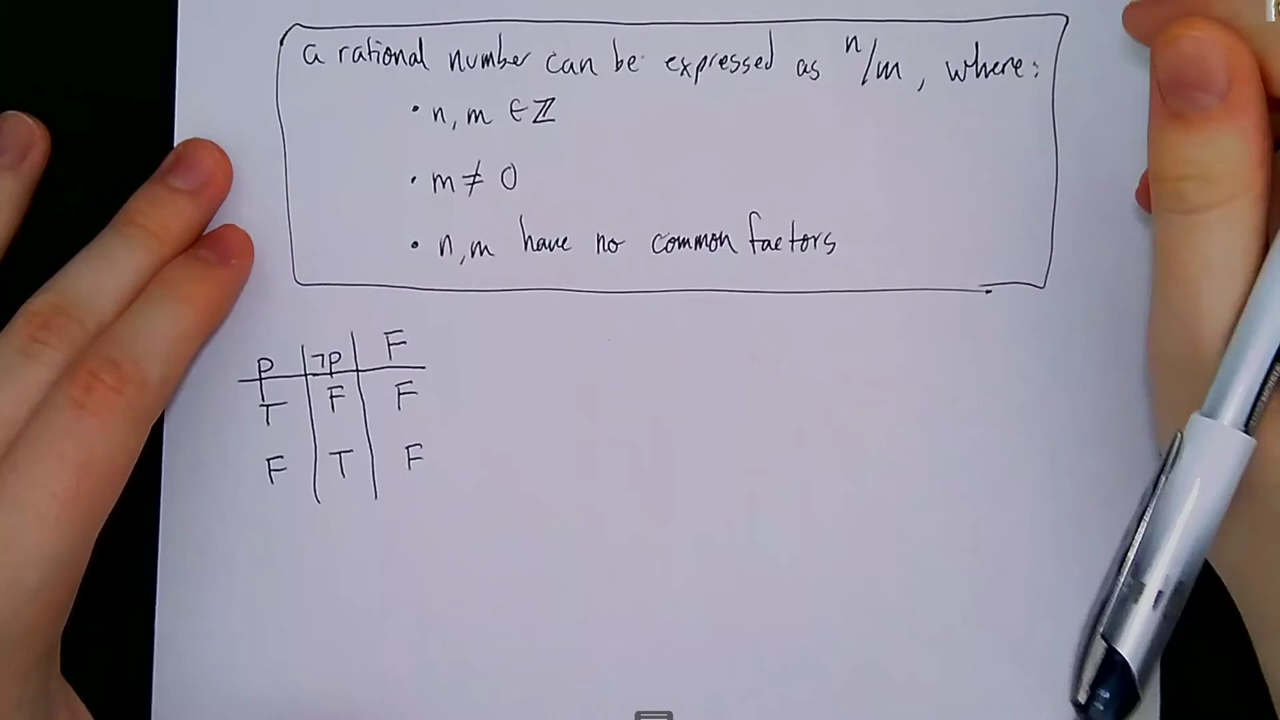 a rational number can be expressed as n/m, where:
• n, m ∈ ℤ
• m ≠ 0
• n, m have no common factors
P | ¬P | F
T | F | F
F | T | F